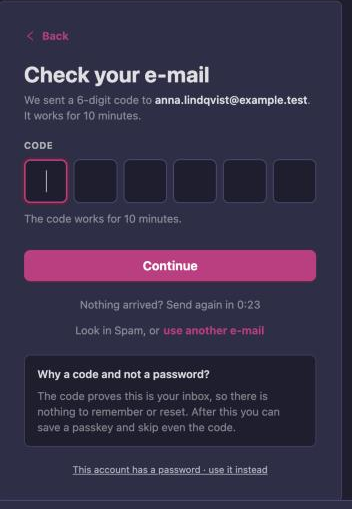 Back
Check your e-mail
We sent a 6-digit code to anna.lindqvist@example.test.
It works for 10 minutes.
CODE
The code works for 10 minutes.
Continue
Nothing arrived? Send again in 0:23
Look in Spam, or use another e-mail
Why a code and not a password?
The code proves this is your inbox, so there is
nothing to remember or reset. After this you can
save a passkey and skip even the code.
This account has a password · use it instead